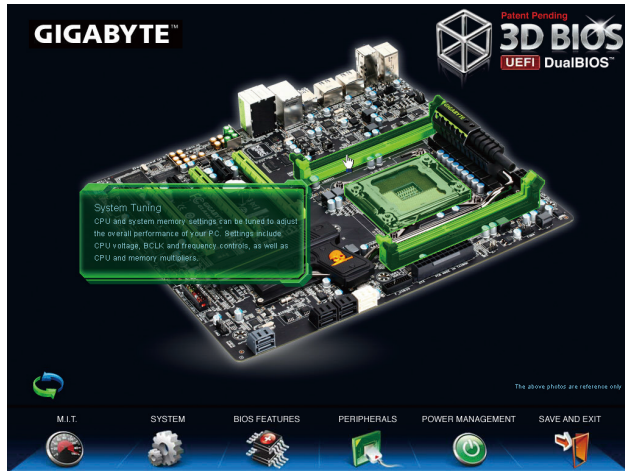 GIGABYTE™
Patent Pending
3D BIOS
UEFI DualBIOS™
GIGABYTE
System Tuning
CPU and system memory settings can be tuned to adjust
the overall performance of your PC. Settings include
CPU voltage, BCLK and frequency controls, as well as
CPU and memory multipliers.
The above photos are reference only
M.I.T.
SYSTEM
BIOS FEATURES
PERIPHERALS
POWER MANAGEMENT
SAVE AND EXIT